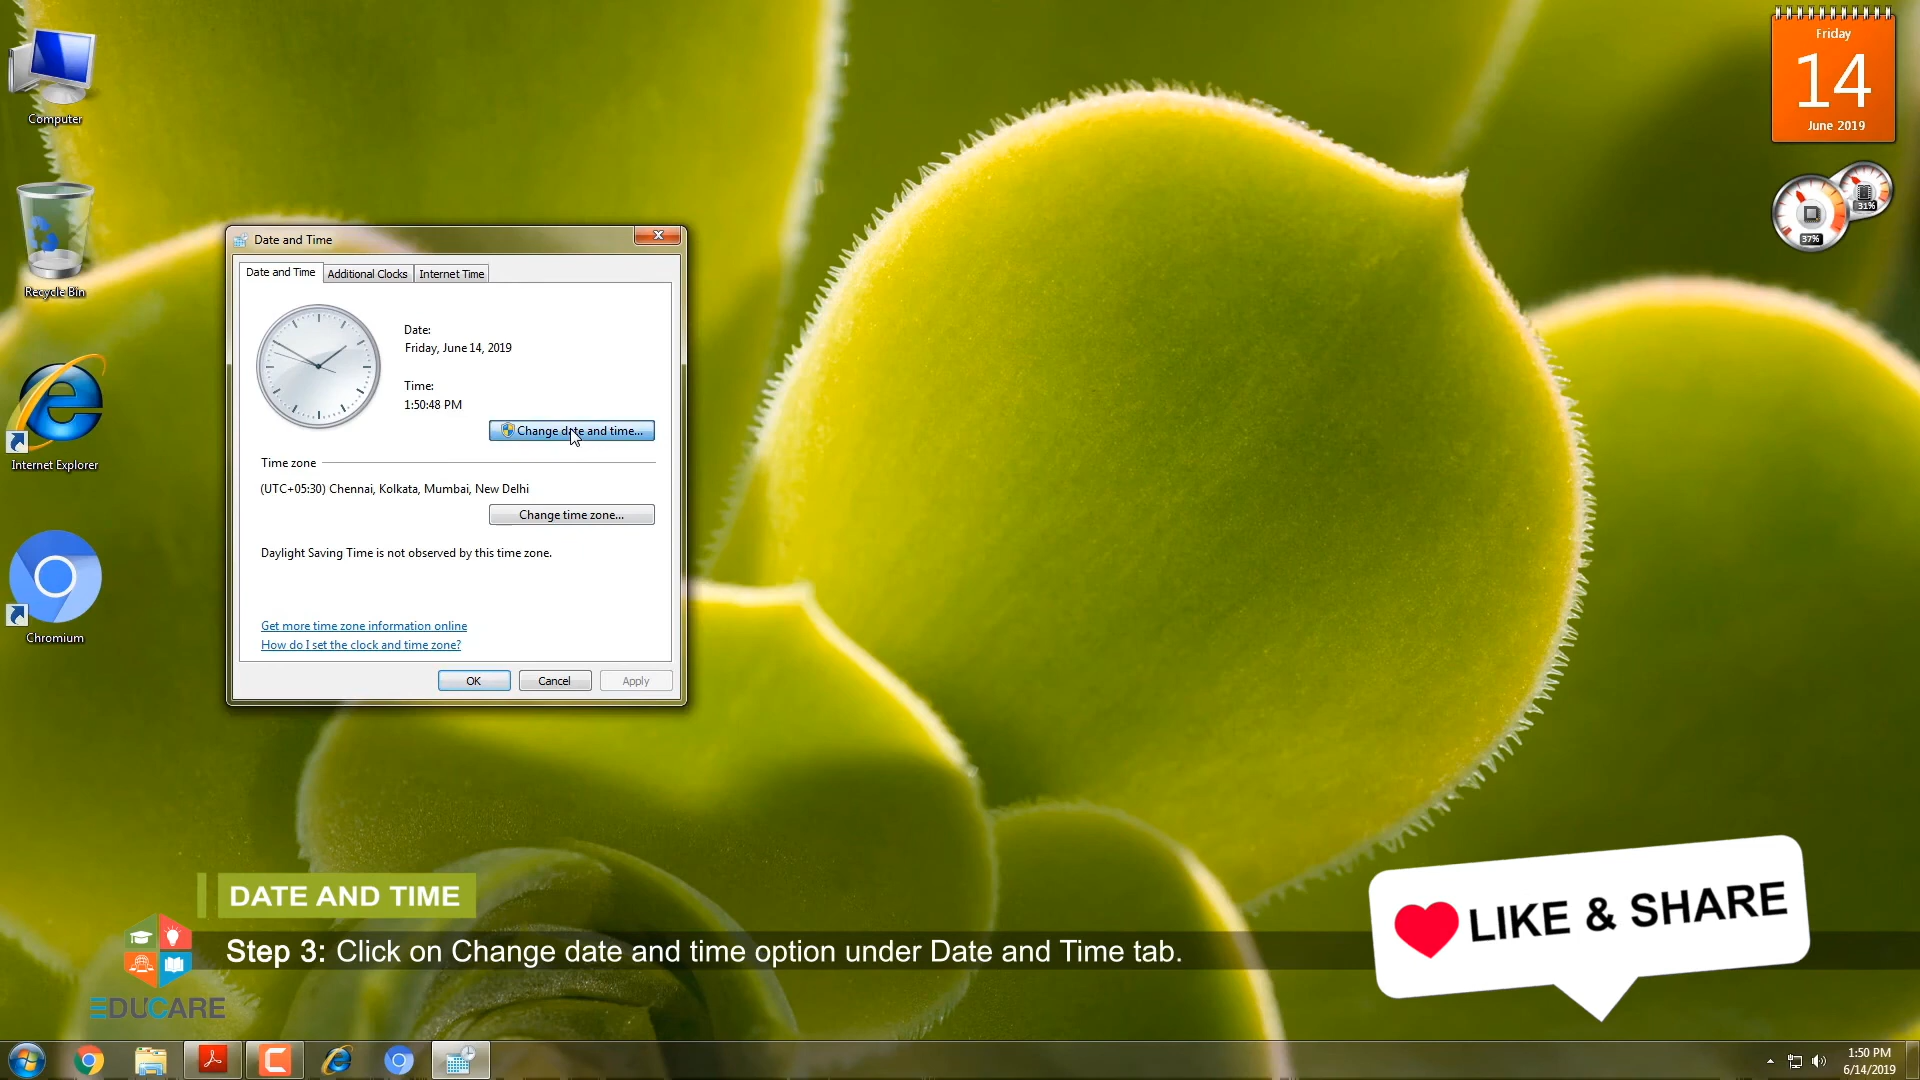 Computer
Recycle Bin
Internet Explorer
Chromium
Friday
14
June 2019
31%
37%
Date and Time
Date and Time
Additional Clocks
Internet Time
Date:
Friday, June 14, 2019
Time:
1:50:48 PM
Change date and time...
Time zone
(UTC+05:30) Chennai, Kolkata, Mumbai, New Delhi
Change time zone...
Daylight Saving Time is not observed by this time zone.
Get more time zone information online
How do I set the clock and time zone?
OK
Cancel
Apply
DATE AND TIME
Step 3: Click on Change date and time option under Date and Time tab.
EDUCARE
LIKE & SHARE
1:50 PM
6/14/2019